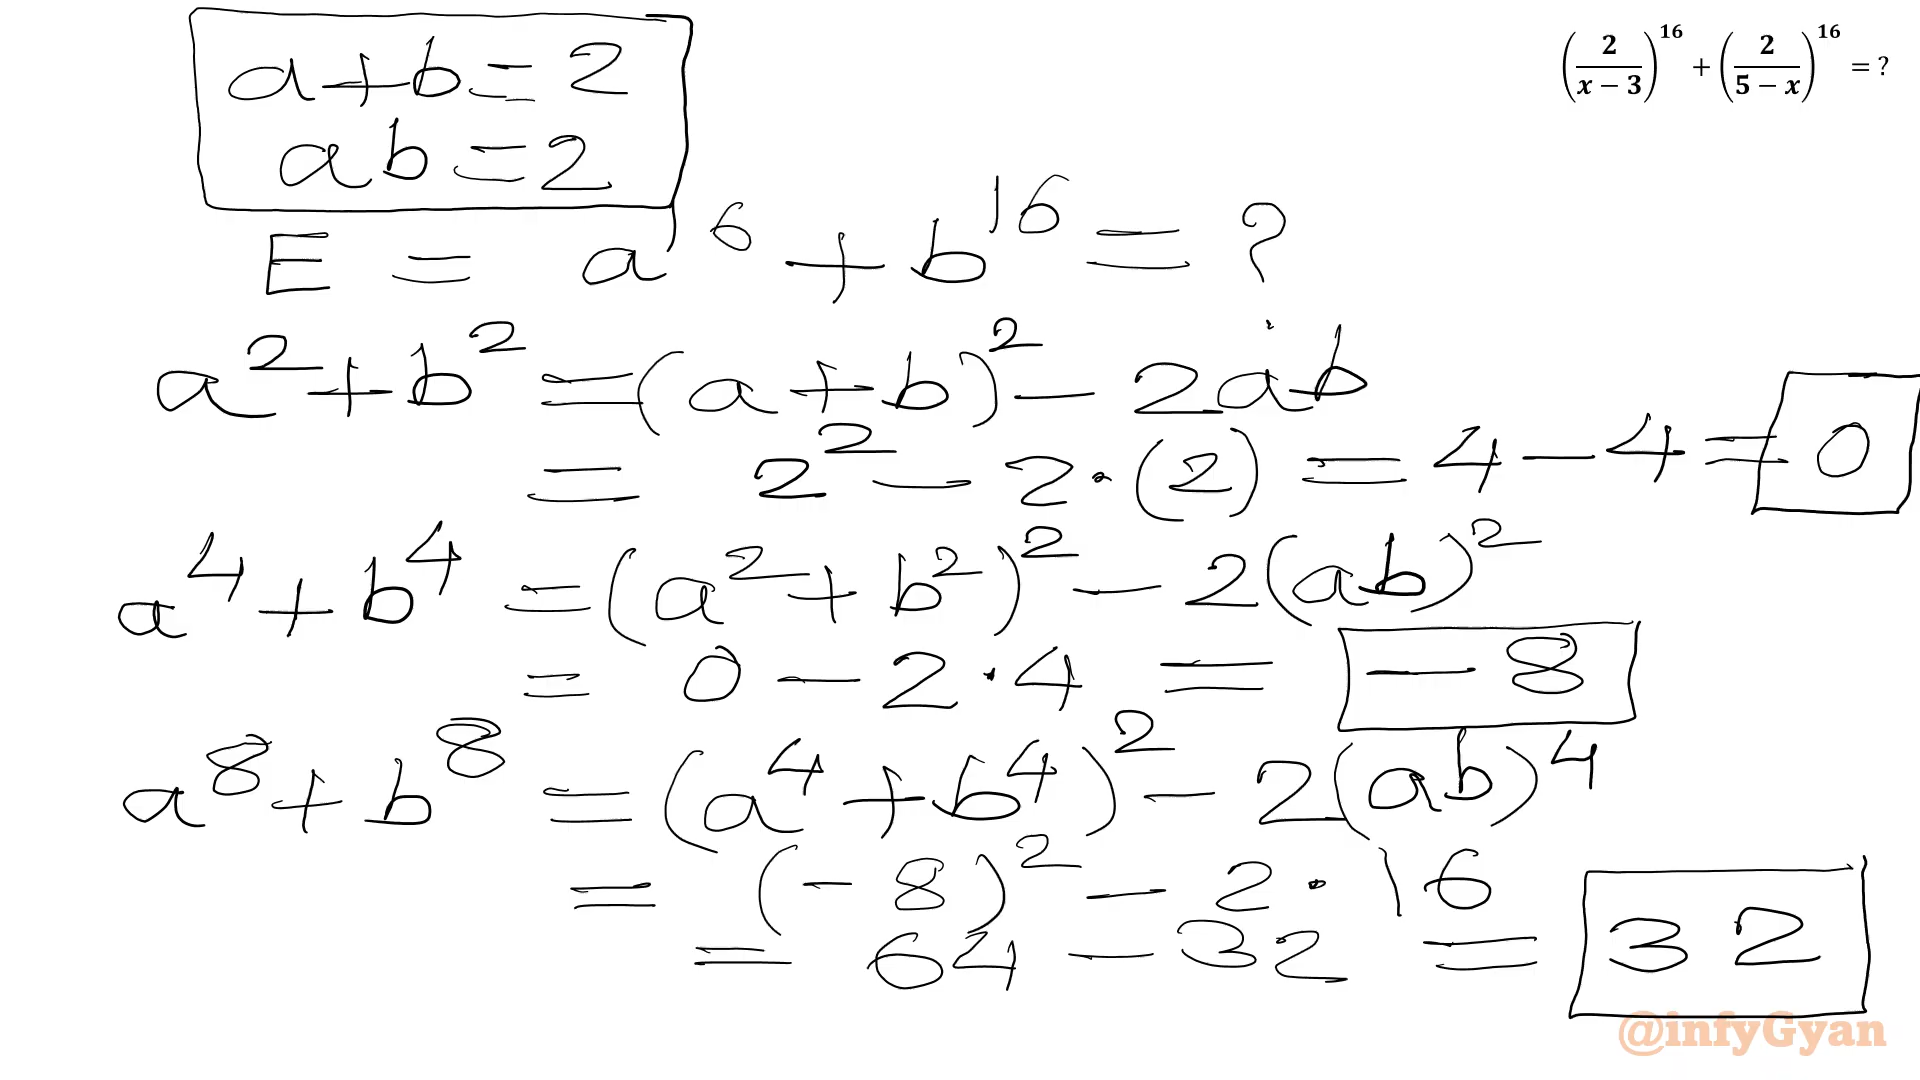 a+b=2
ab=2
(2/(x−3))^16 + (2/(5−x))^16 = ?
E = a^16 + b^16 = ?
a^2+b^2 =(a+b)^2 − 2ab
= 2^2 − 2·(2) = 4−4=0
a^4+b^4 =(a^2+b^2)^2 − 2(ab)^2
= 0 − 2·4 = −8
a^8+b^8 = (a^4+b^4)^2 − 2(ab)^4
= (−8)^2 − 2·16
= 64 − 32 = 32
@infyGyan